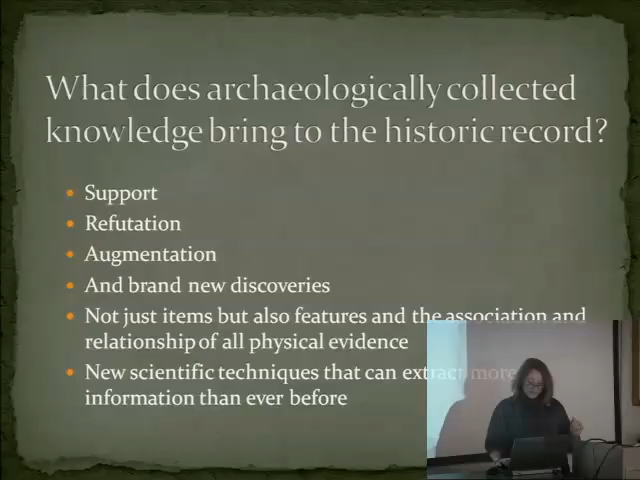 What does archaeologically collected
knowledge bring to the historic record?
Support
Refutation
Augmentation
And brand new discoveries
Not just items but also features and the association and
relationship of all physical evidence
New scientific techniques that can extract more
information than ever before